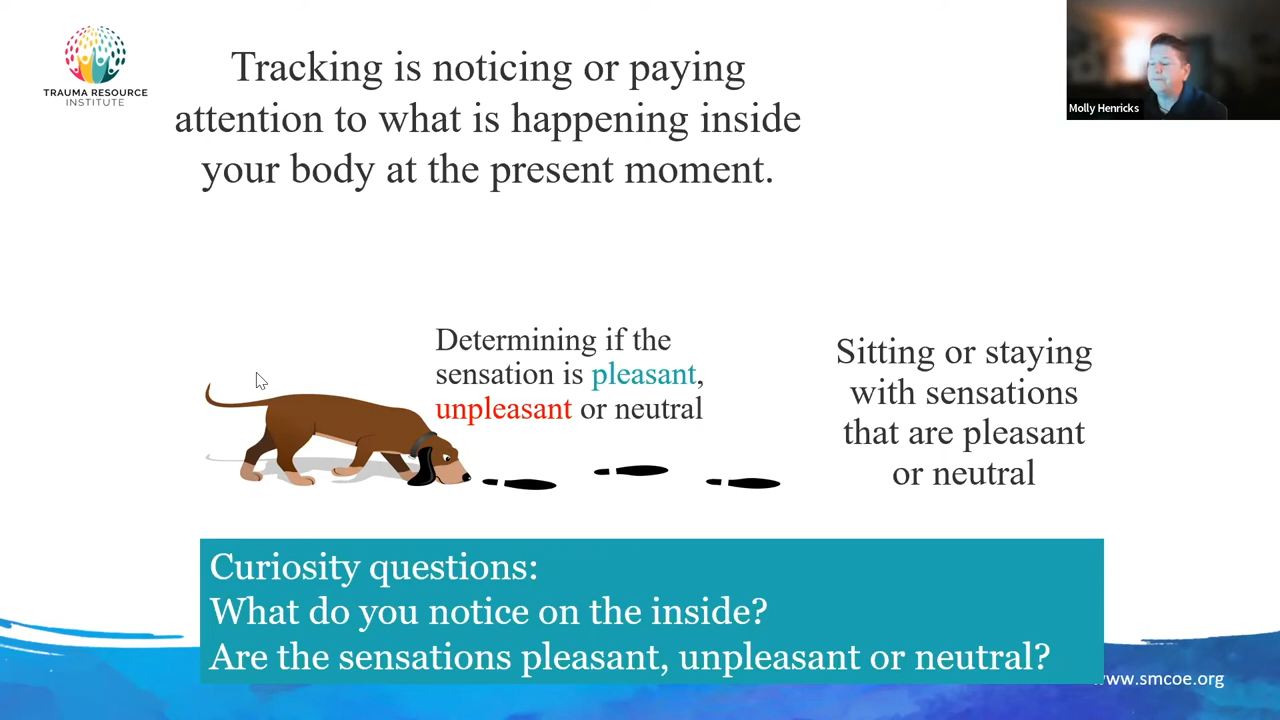 TRAUMA RESOURCE
INSTITUTE
Tracking is noticing or paying
attention to what is happening inside
your body at the present moment.
Molly Henricks
Determining if the
sensation is pleasant,
unpleasant or neutral
Sitting or staying
with sensations
that are pleasant
or neutral
Curiosity questions:
What do you notice on the inside?
Are the sensations pleasant, unpleasant or neutral?
www.smcoe.org